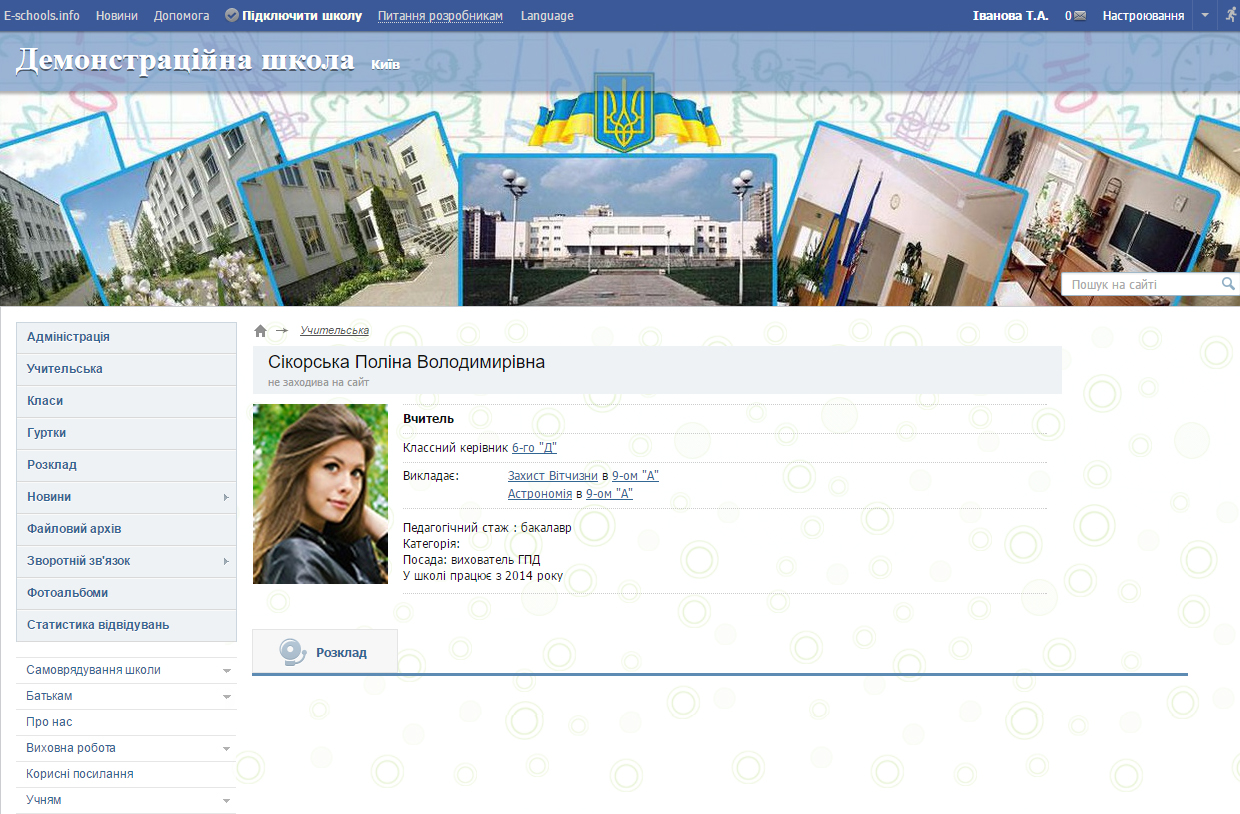 E-schools.info Новини Допомога Підключити школу Питання розробникам Language Іванова Т.А. 0 Настроювання
Демонстраційна школа Київ
Пошук на сайті
Адміністрація
Учительська
Класи
Гуртки
Розклад
Новини
Файловий архів
Зворотній зв'язок
Фотоальбоми
Статистика відвідувань
Самоврядування школи
Батькам
Про нас
Виховна робота
Корисні посилання
Учням
Учительська
Сікорська Поліна Володимирівна
не заходива на сайт
Вчитель
Классний керівник 6-го "Д"
Викладає: Захист Вітчизни в 9-ом "А"
Астрономія в 9-ом "А"
Педагогічний стаж : бакалавр
Категорія:
Посада: вихователь ГПД
У школі працює з 2014 року
Розклад